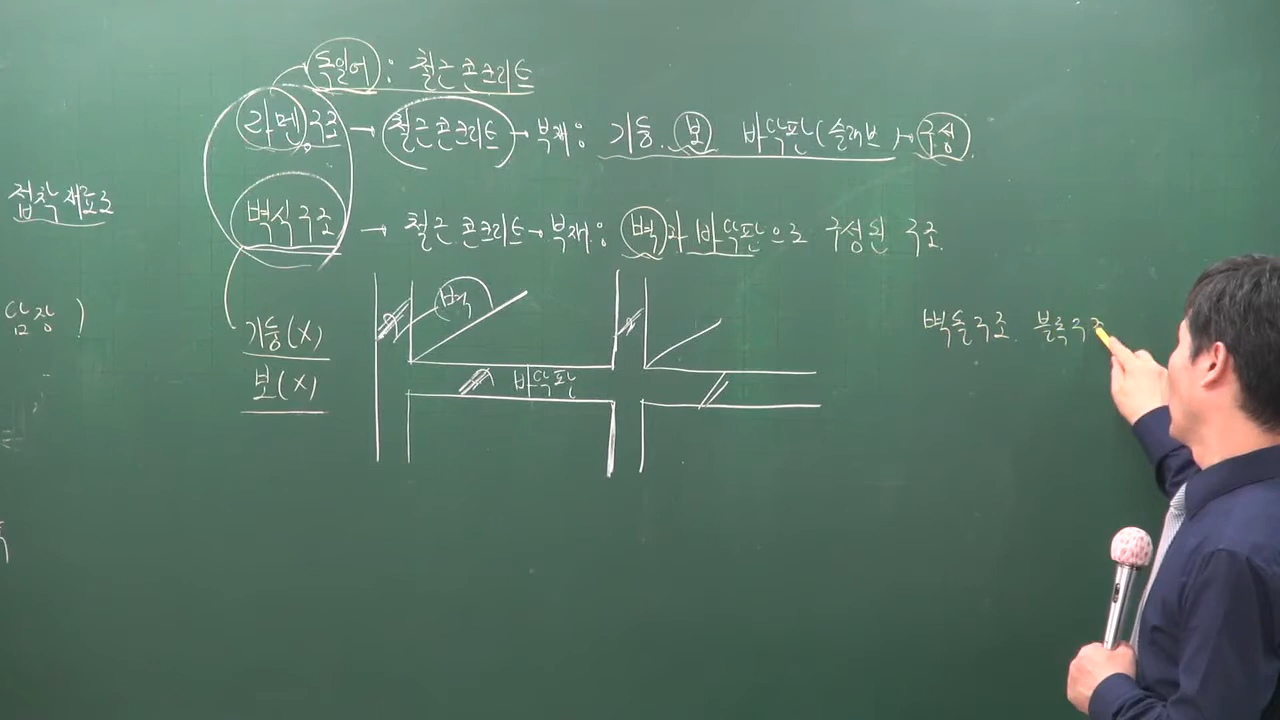 독일어 : 철근 콘크리트
라멘구조 → 철근콘크리트 → 부재 : 기둥. 보 바닥판(슬래브) → 구성.
접착재료로
벽식구조 → 철근 콘크리트 → 부재 : 벽과 바닥판으로 구성된 구조.
벽
기둥(X)
벽돌구조. 블록구조
보(X)
바닥판